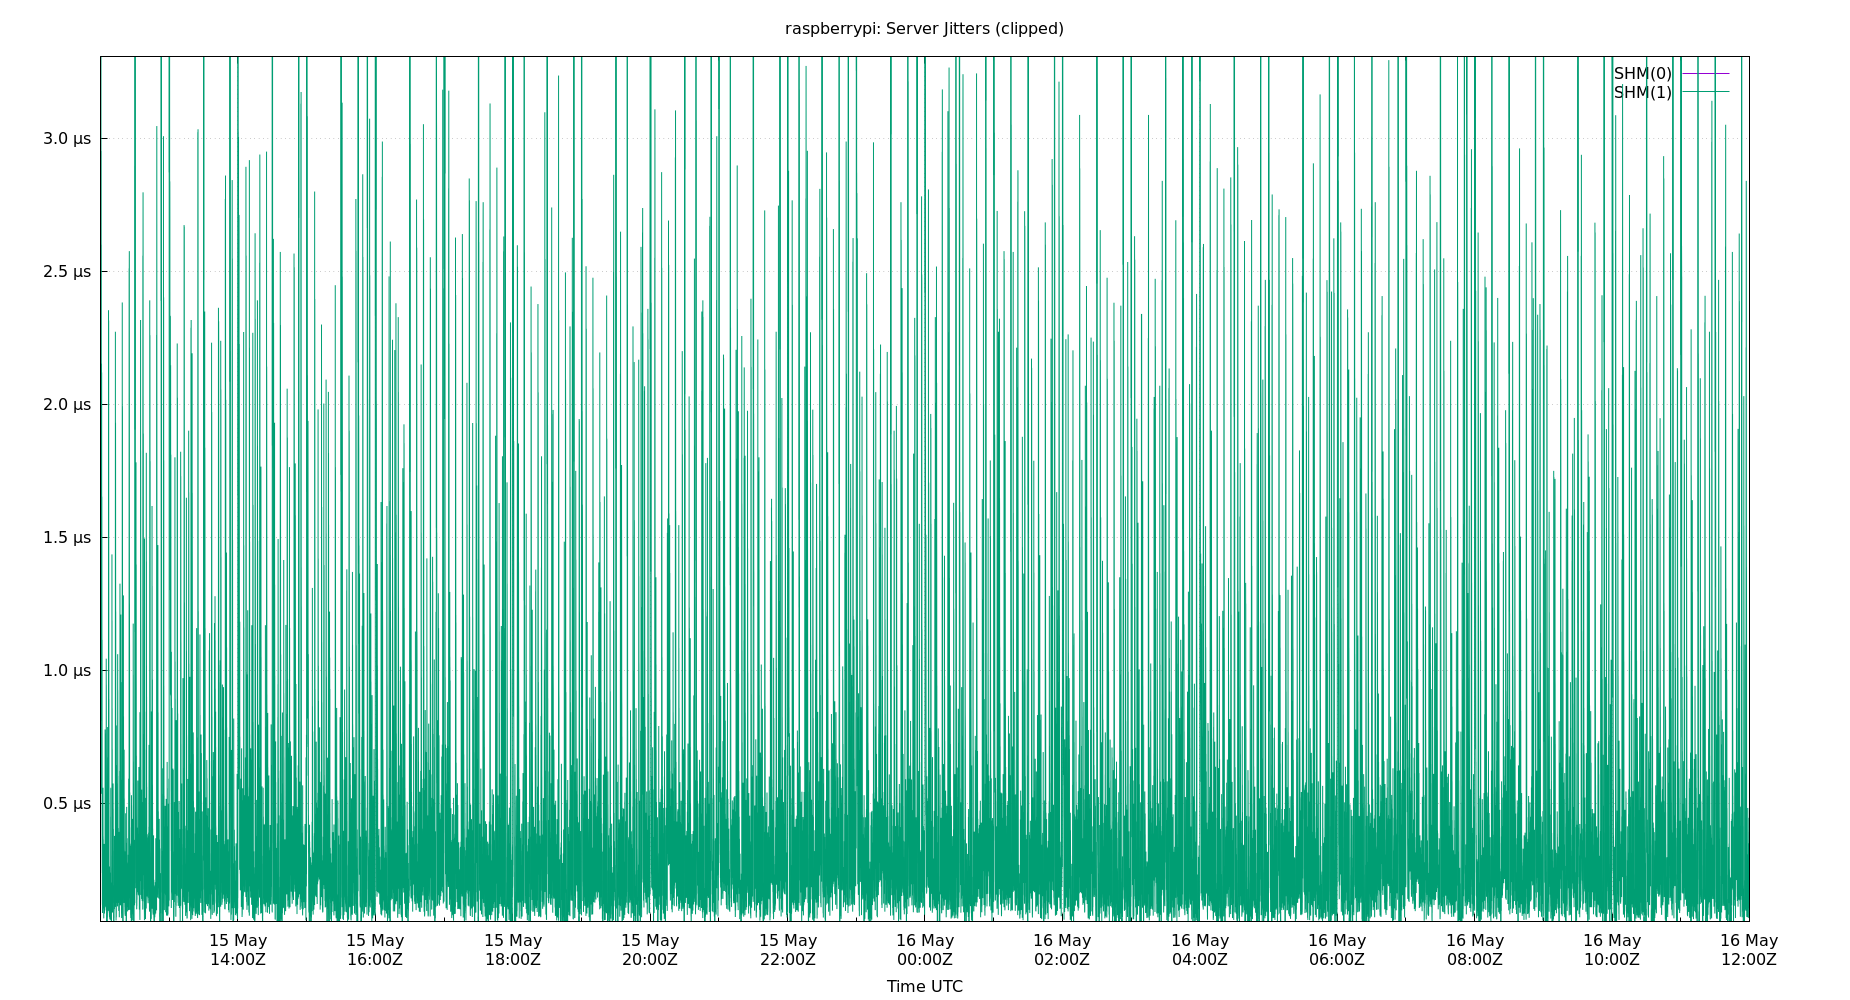 raspberrypi: Server Jitters (clipped)
SHM(0)
SHM(1)
3.0 µs
2.5 µs
2.0 µs
1.5 µs
1.0 µs
0.5 µs
15 May 15 May 15 May 15 May 15 May 16 May 16 May 16 May 16 May 16 May 16 May 16 May
14:00Z 16:00Z 18:00Z 20:00Z 22:00Z 00:00Z 02:00Z 04:00Z 06:00Z 08:00Z 10:00Z 12:00Z
Time UTC